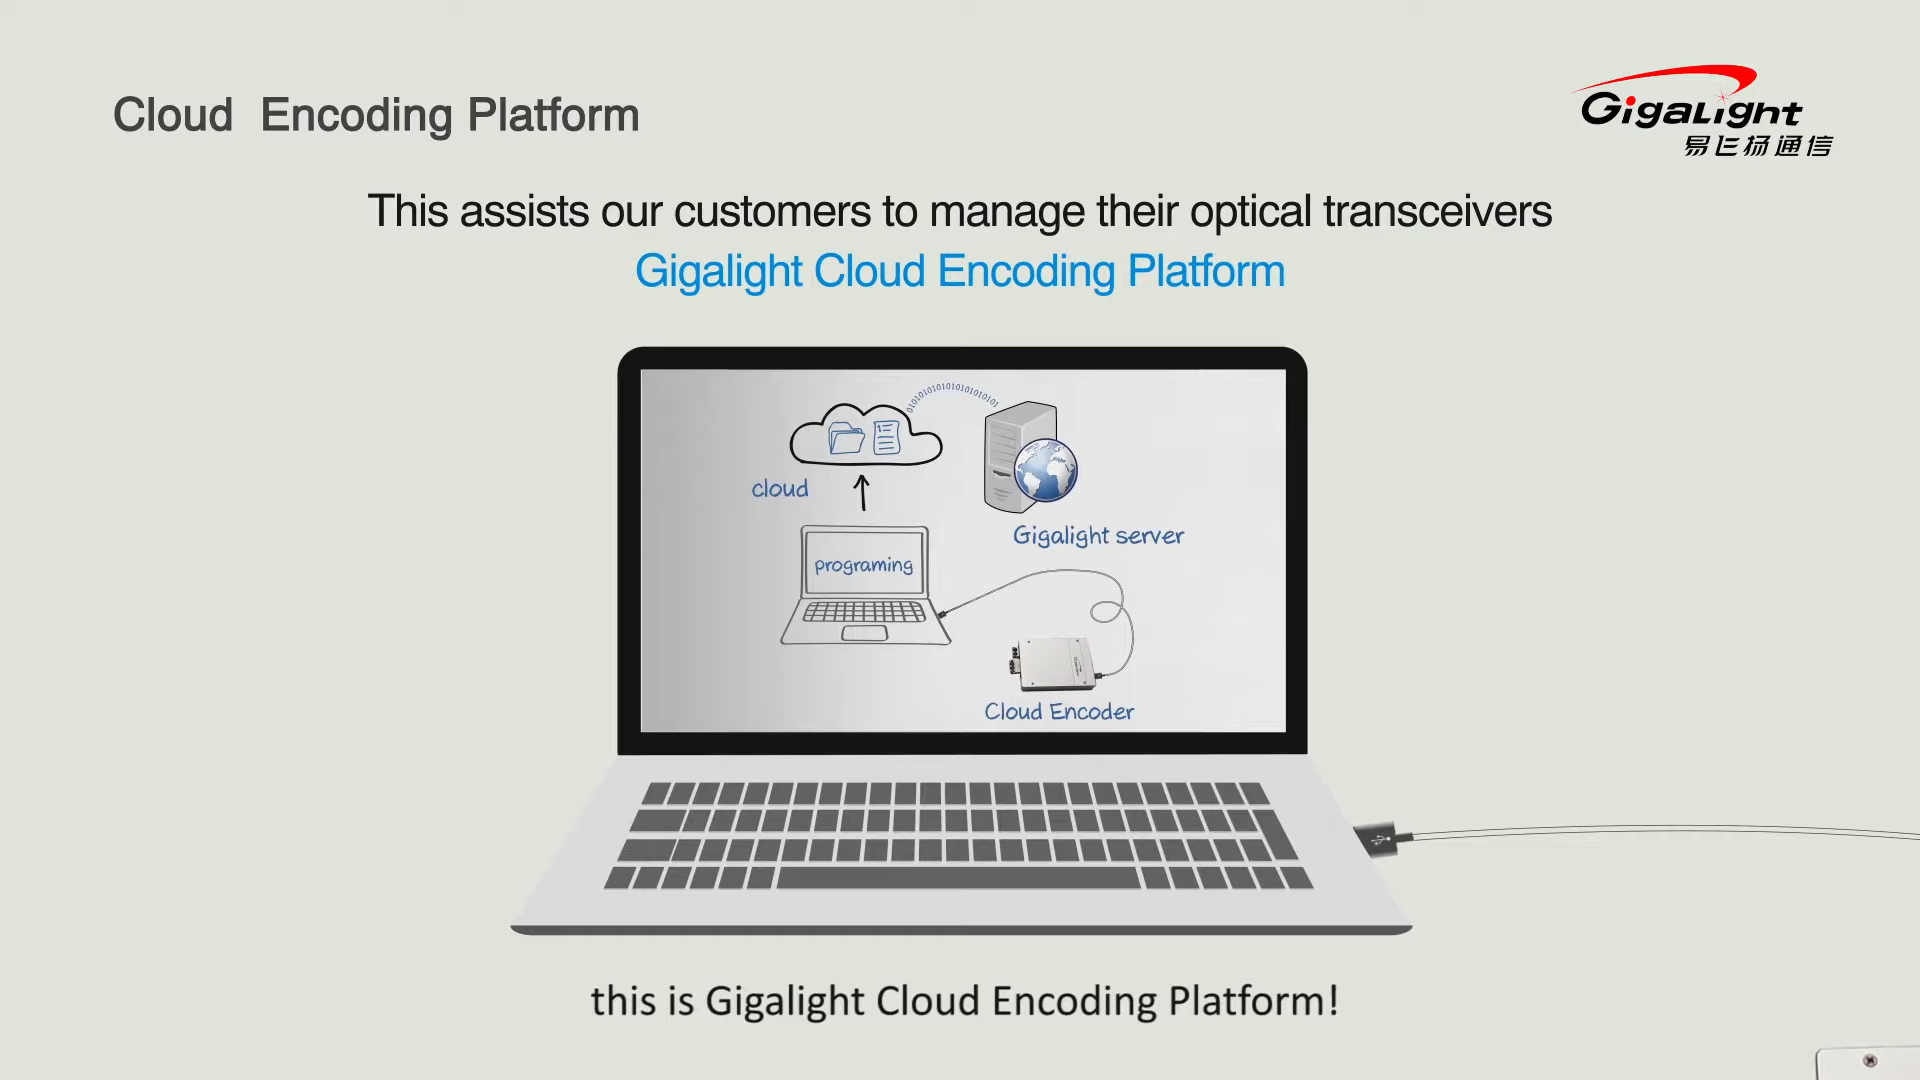 Cloud Encoding Platform
GigaLight
易飞扬通信
This assists our customers to manage their optical transceivers
Gigalight Cloud Encoding Platform
01010101010101010101
cloud
Gigalight server
programing
Cloud Encoder
this is Gigalight Cloud Encoding Platform!